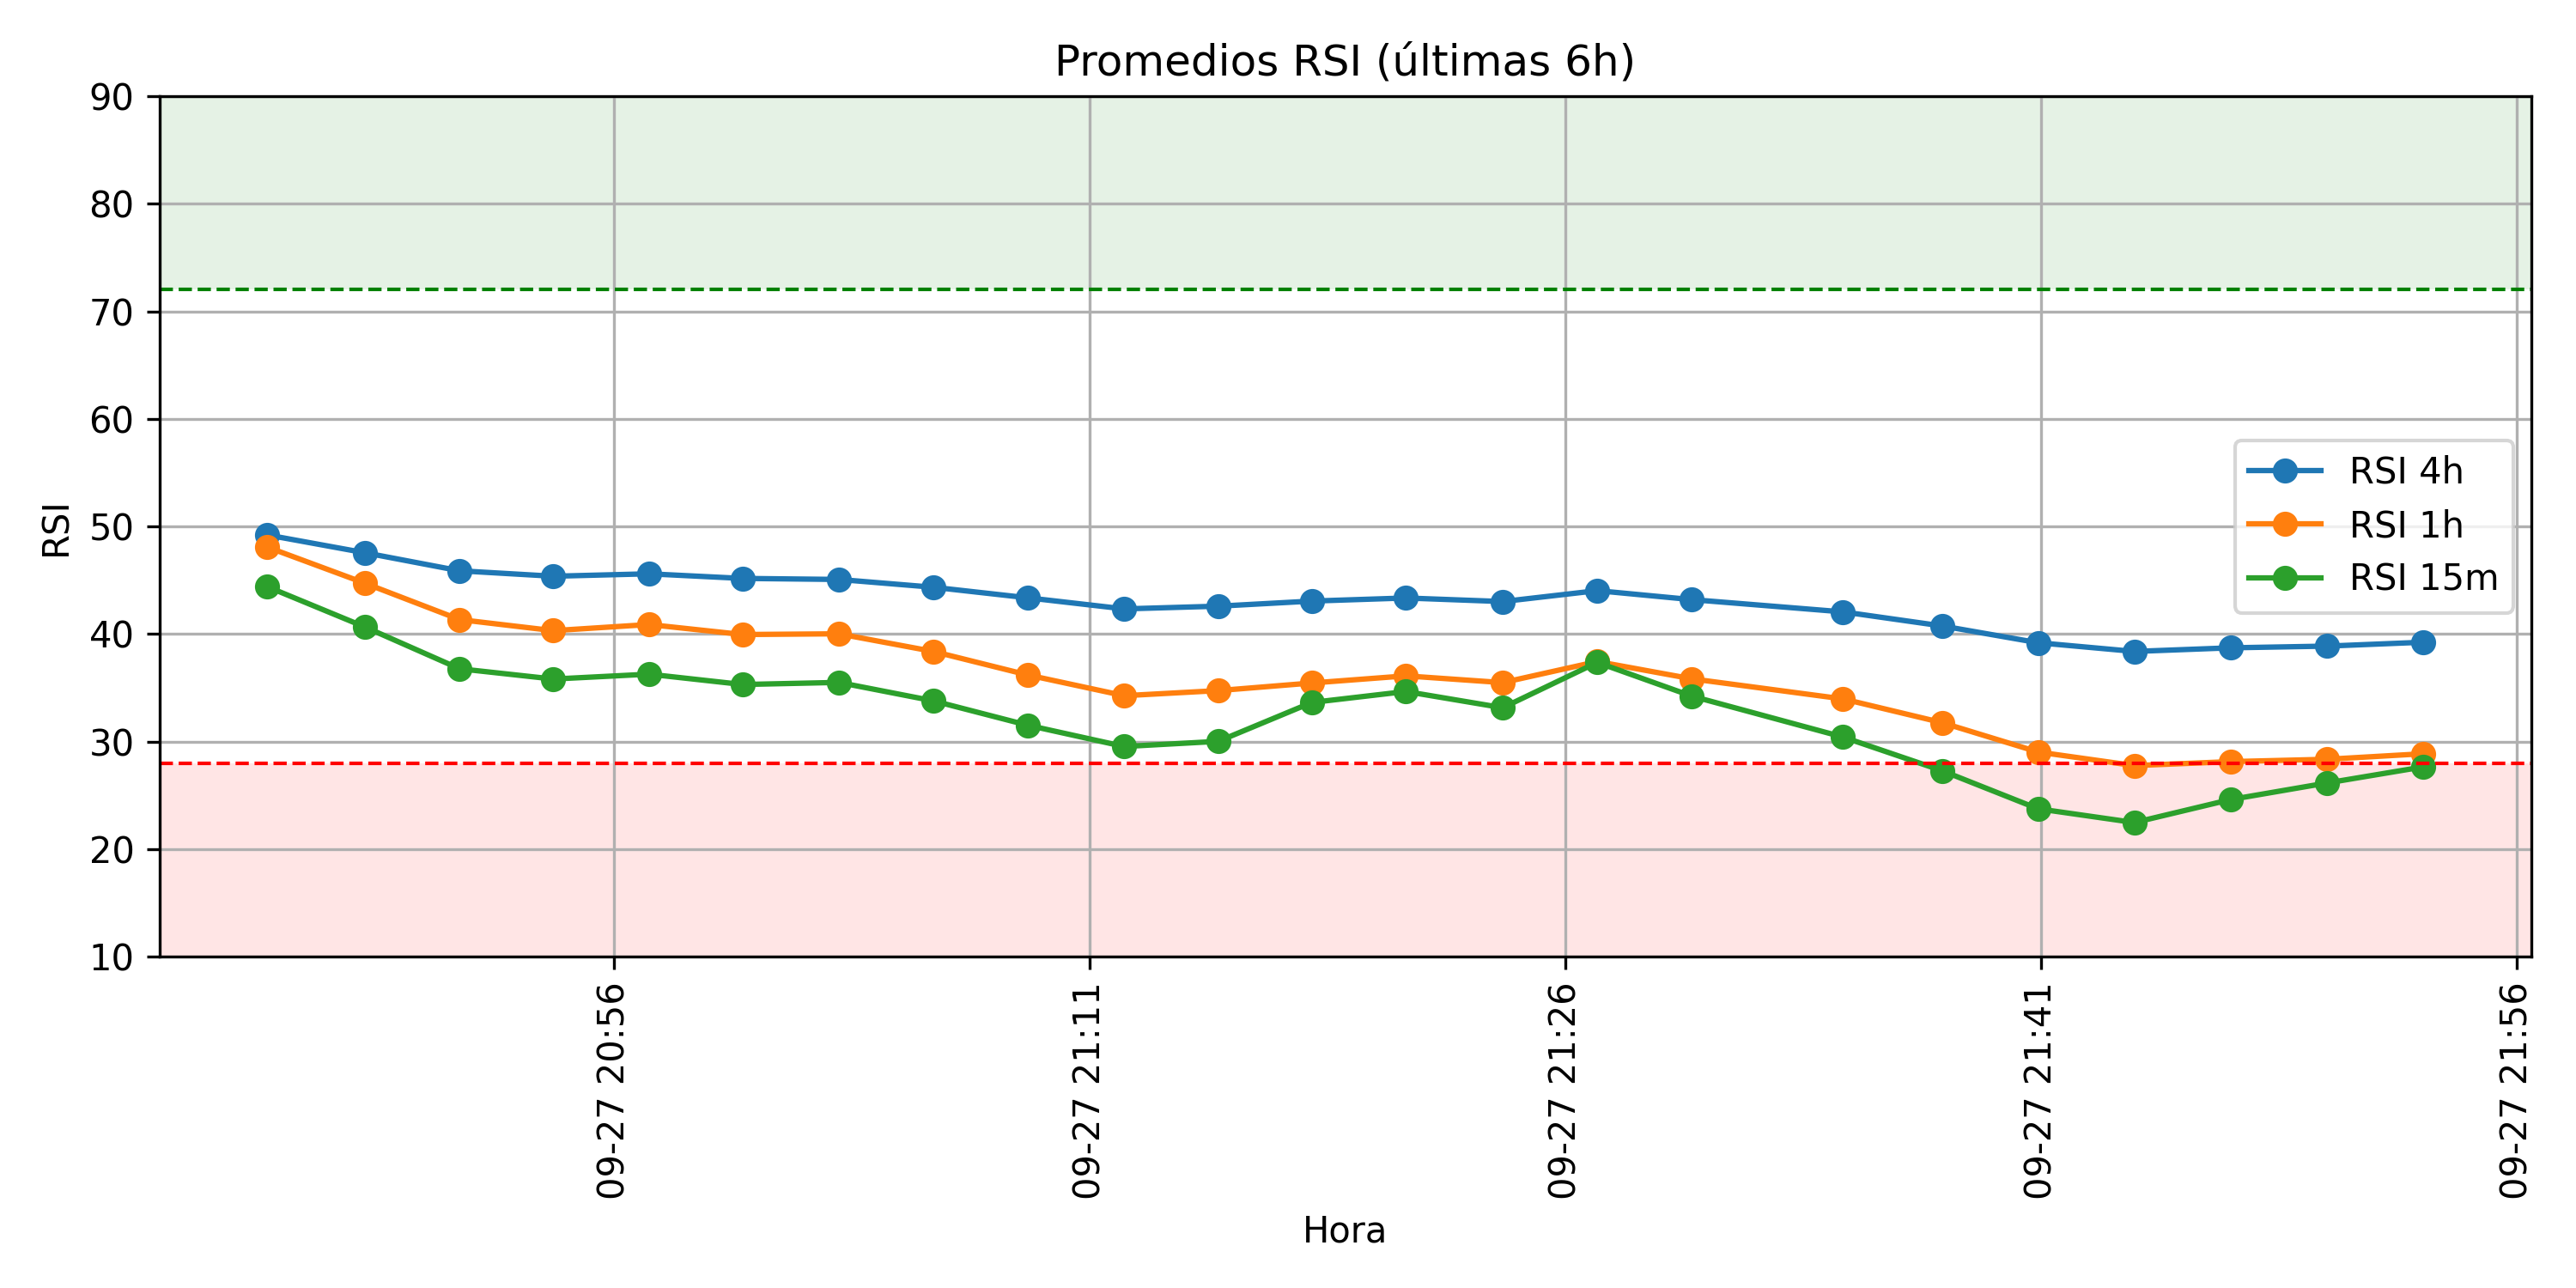 Promedios RSI (últimas 6h)
90
80
70
60
50
40
30
20
10
RSI
RSI 4h
RSI 1h
RSI 15m
09-27 20:56
09-27 21:11
09-27 21:26
09-27 21:41
09-27 21:56
Hora